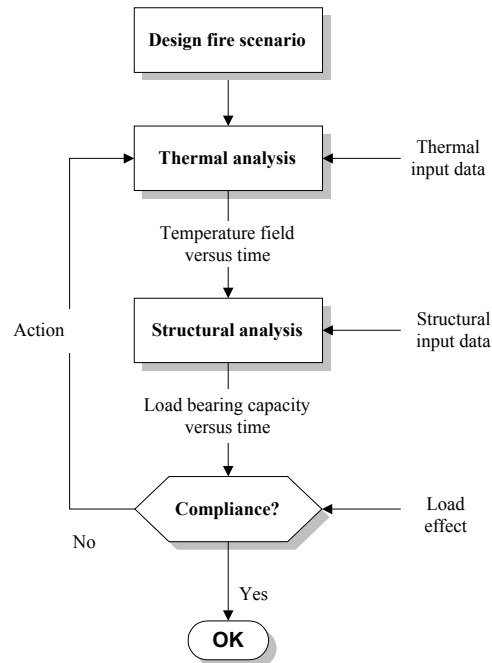 Design fire scenario
Thermal analysis
Thermal
input data
Temperature field
versus time
Action
Structural analysis
Structural
input data
Load bearing capacity
versus time
Compliance?
Load
effect
No
Yes
OK